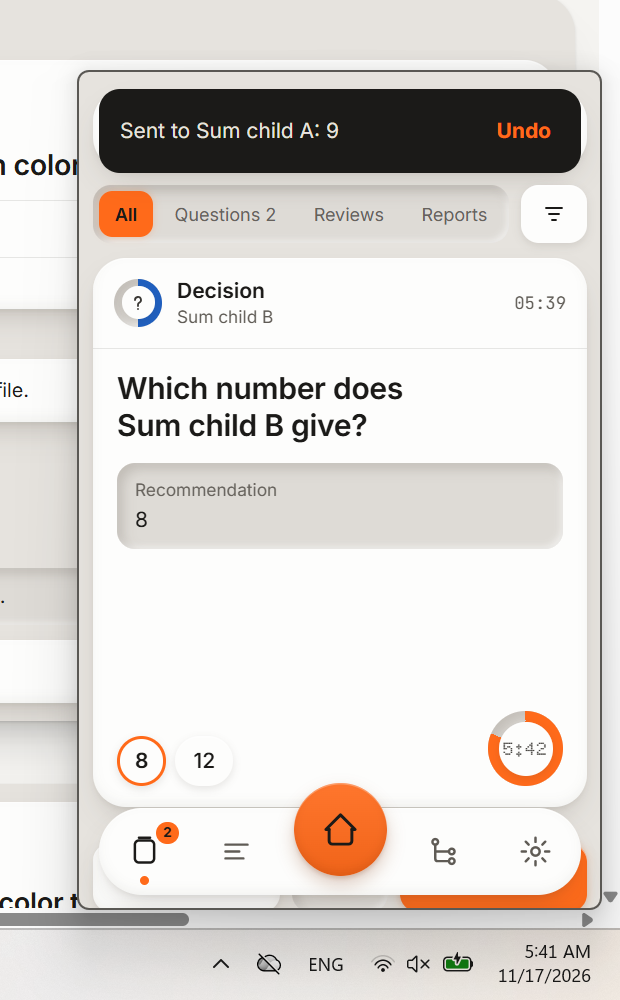 Sent to Sum child A: 9
Undo
All
Questions 2
Reviews
Reports
?
Decision
Sum child B
05:39
Which number does
Sum child B give?
Recommendation
8
8
12
5:42
2
file.
ENG
5:41 AM
11/17/2026